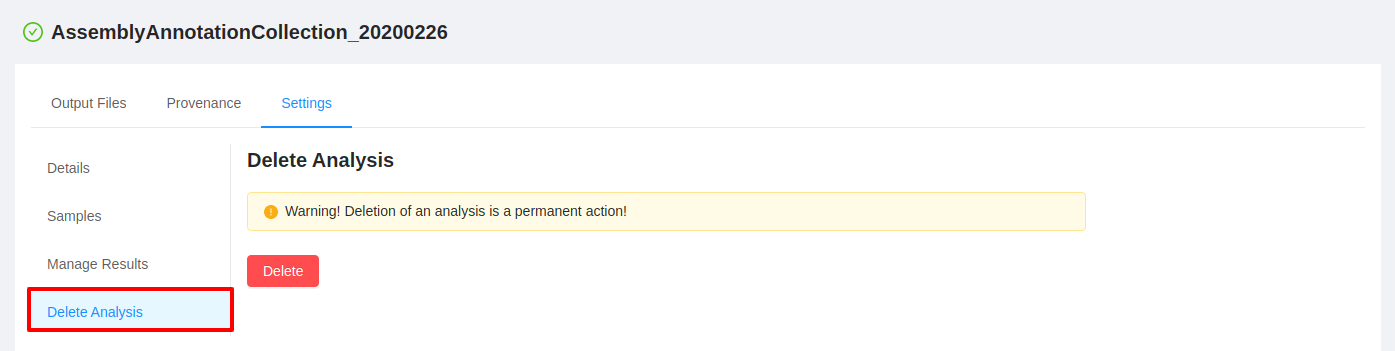 AssemblyAnnotationCollection_20200226
Output Files
Provenance
Settings
Details
Samples
Manage Results
Delete Analysis
Delete Analysis
Warning! Deletion of an analysis is a permanent action!
Delete